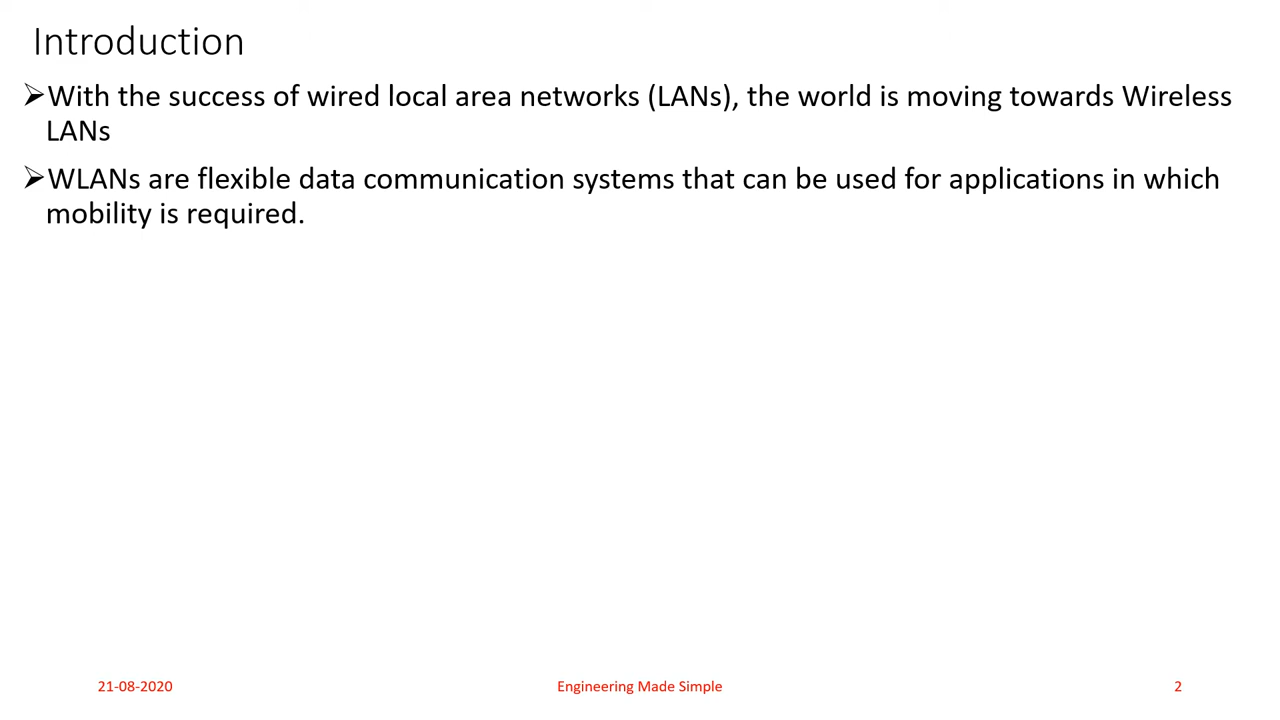 Introduction
➢With the success of wired local area networks (LANs), the world is moving towards Wireless
LANs
➢WLANs are flexible data communication systems that can be used for applications in which
mobility is required.
21-08-2020
Engineering Made Simple
2